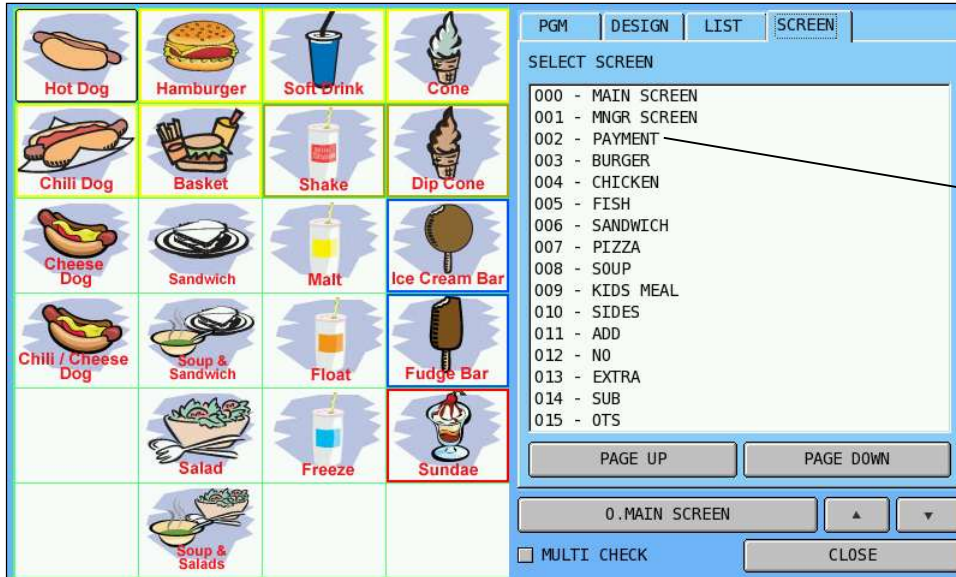 Hot Dog
Hamburger
Soft Drink
Cone
Chili Dog
Basket
Shake
Dip Cone
Cheese
Dog
Sandwich
Malt
Ice Cream Bar
Chili / Cheese
Dog
Soup &
Sandwich
Float
Fudge Bar
Salad
Freeze
Sundae
Soup &
Salads
PGM
DESIGN
LIST
SCREEN
SELECT SCREEN
000 - MAIN SCREEN
001 - MNGR SCREEN
002 - PAYMENT
003 - BURGER
004 - CHICKEN
005 - FISH
006 - SANDWICH
007 - PIZZA
008 - SOUP
009 - KIDS MEAL
010 - SIDES
011 - ADD
012 - NO
013 - EXTRA
014 - SUB
015 - OTS
PAGE UP
PAGE DOWN
0.MAIN SCREEN
MULTI CHECK
CLOSE